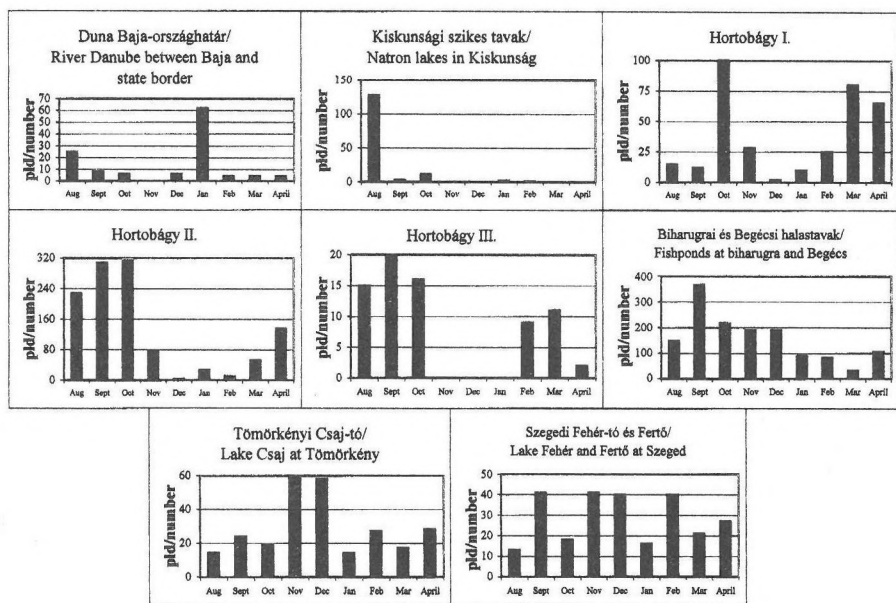 Duna Baja-országhatár/
River Danube between Baja and
state border
70
60
50
40
30
20
10
0
pld/number
Aug Sept Oct Nov Dec Jan Feb Mar April
Kiskunsági szikes tavak/
Natron lakes in Kiskunság
150
100
50
0
pld/number
Aug Sept Oct Nov Dec Jan Feb Mar April
Hortobágy I.
100
75
50
25
0
pld/number
Aug Sept Oct Nov Dec Jan Feb Mar April
Hortobágy II.
320
240
160
80
0
pld/number
Aug Sept Oct Nov Dec Jan Feb Mar April
Hortobágy III.
20
15
10
5
0
pld/number
Aug Sept Oct Nov Dec Jan Feb Mar April
Biharugrai és Begécsi halastavak/
Fishponds at biharugra and Begécs
400
300
200
100
0
pld/number
Aug Sept Oct Nov Dec Jan Feb Mar April
Tömörkényi Csaj-tó/
Lake Csaj at Tömörkény
60
40
20
0
pld/number
Aug Sept Oct Nov Dec Jan Feb Mar April
Szegedi Fehér-tó és Fertő/
Lake Fehér and Fertő at Szeged
50
40
30
20
10
0
pld/number
Aug Sept Oct Nov Dec Jan Feb Mar April